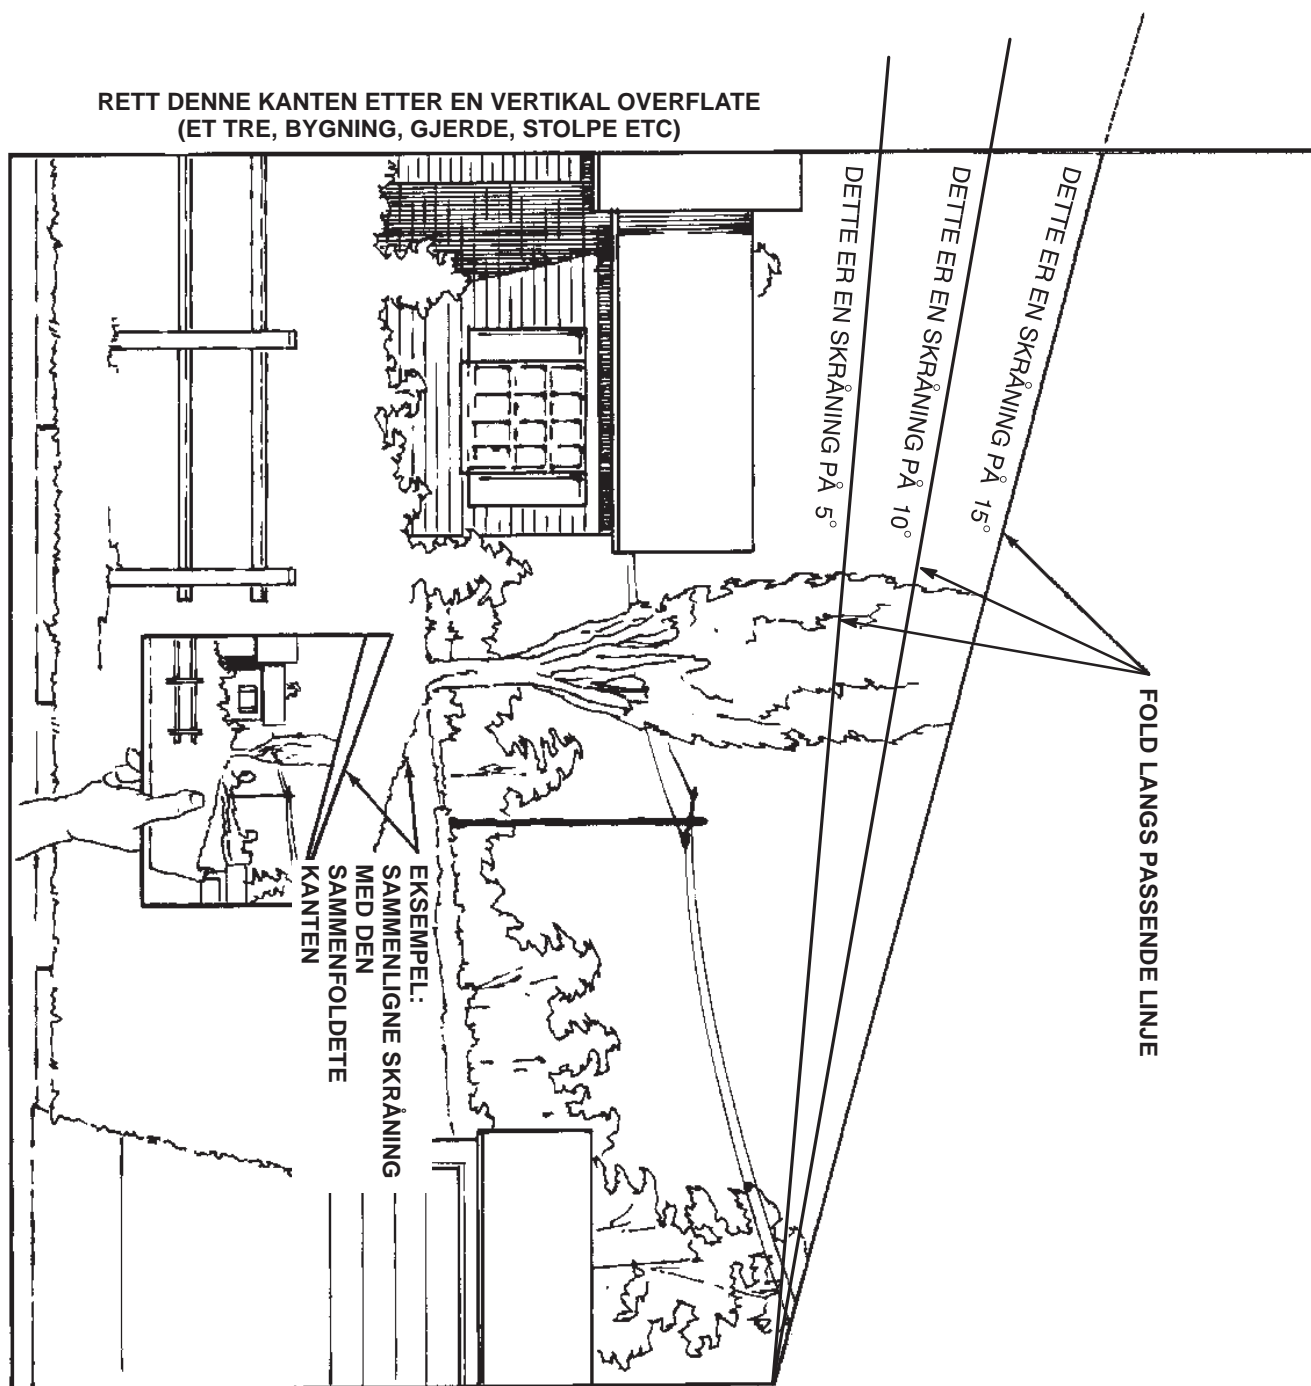 RETT DENNE KANTEN ETTER EN VERTIKAL OVERFLATE
(ET TRE, BYGNING, GJERDE, STOLPE ETC)
DETTE ER EN SKRÅNING PÅ 15°
DETTE ER EN SKRÅNING PÅ 10°
DETTE ER EN SKRÅNING PÅ 5°
FOLD LANGS PASSENDE LINJE
EKSEMPEL:
SAMMENLIGNE SKRÅNING
MED DEN
SAMMENFOLDETE
KANTEN